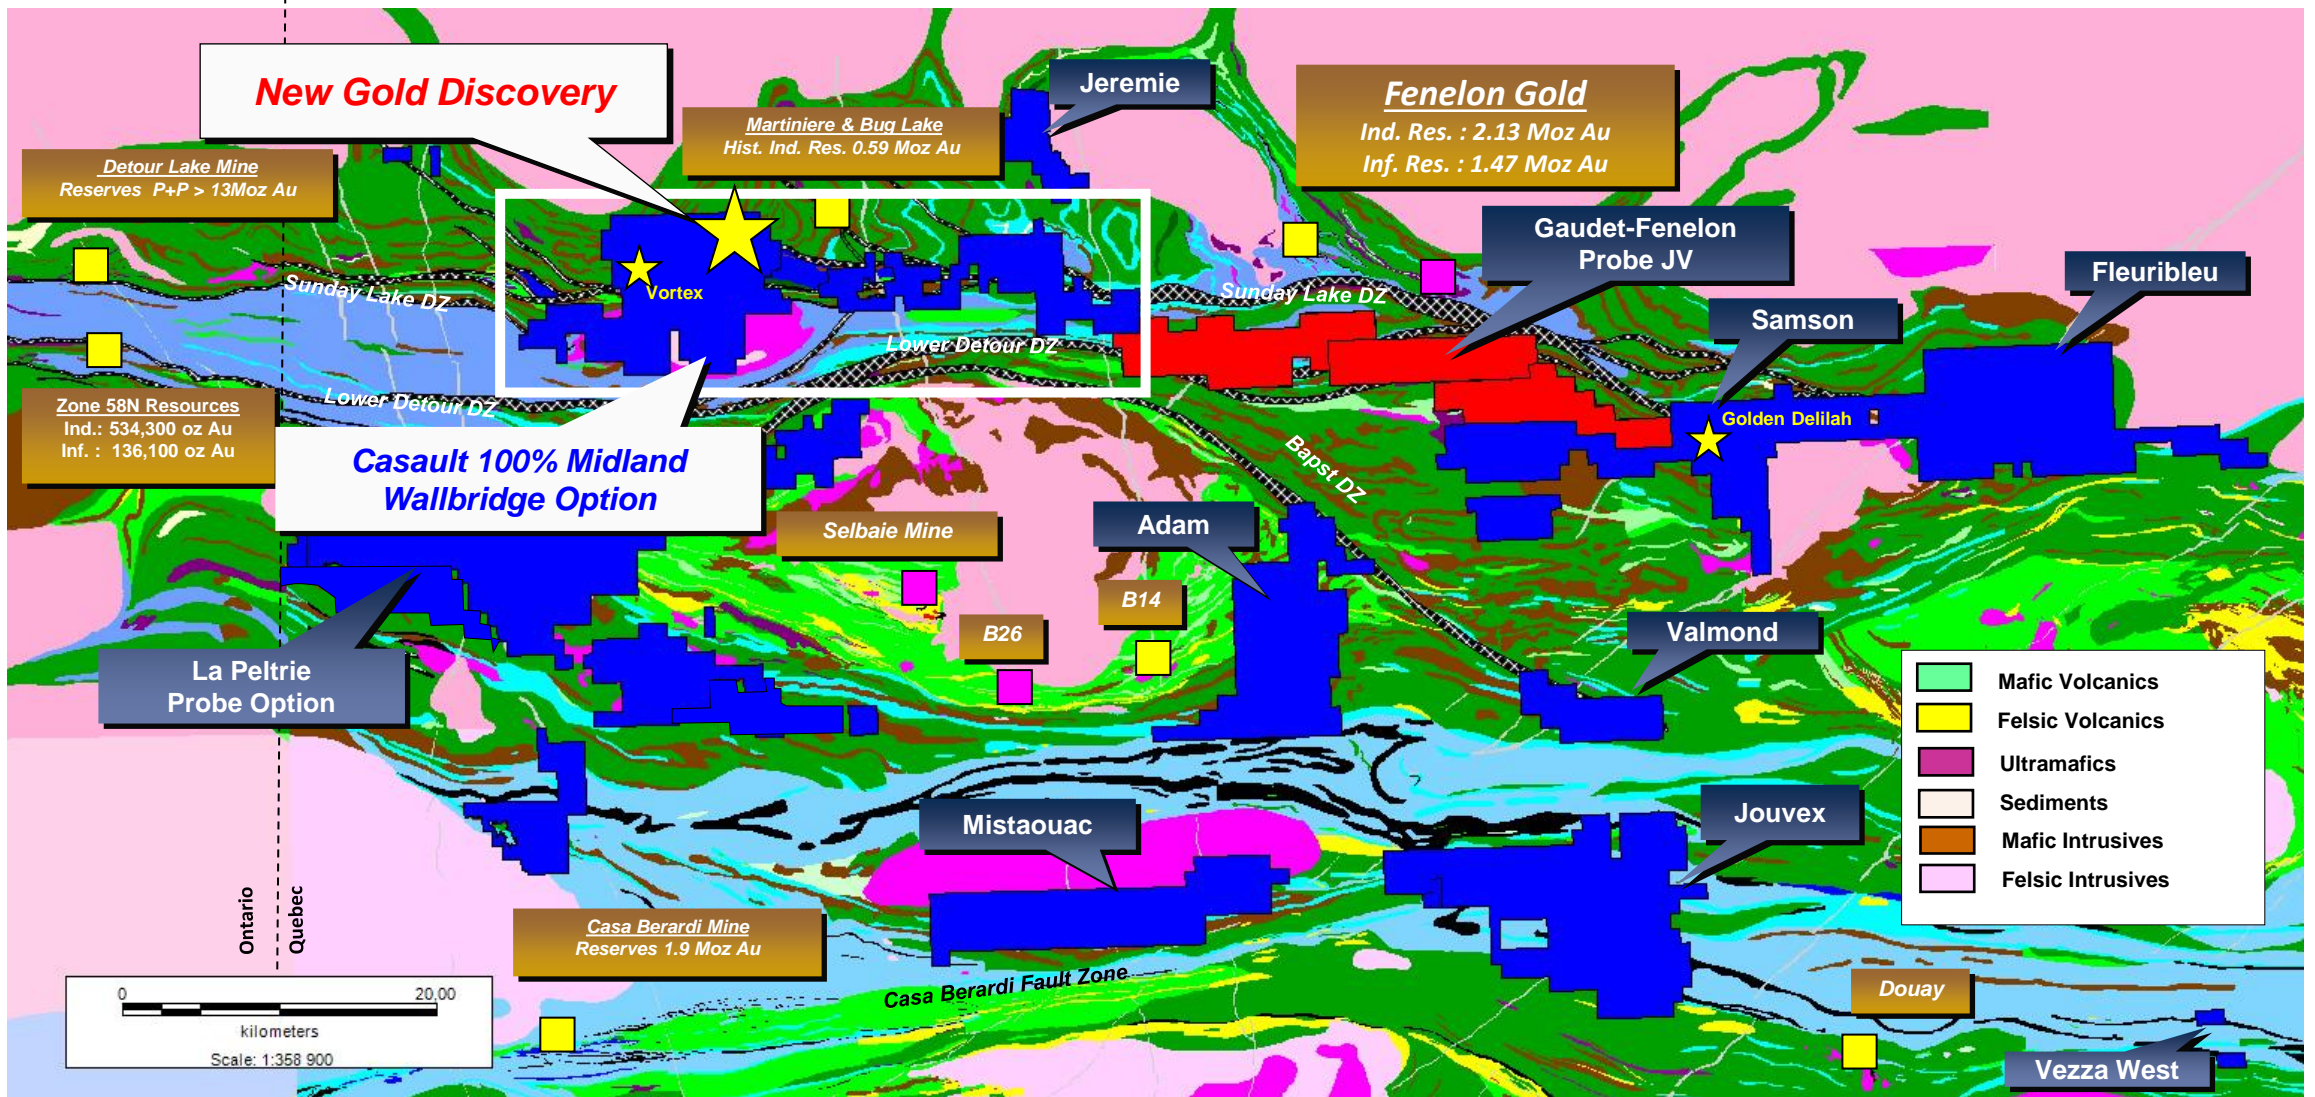 New Gold Discovery
Jeremie
Martiniere & Bug Lake
Hist. Ind. Res. 0.59 Moz Au
Fenelon Gold
Ind. Res. : 2.13 Moz Au
Inf. Res. : 1.47 Moz Au
Detour Lake Mine
Reserves P+P > 13Moz Au
Gaudet-Fenelon
Probe JV
Fleuribleu
Vortex
Sunday Lake DZ
Sunday Lake DZ
Samson
Lower Detour DZ
Lower Detour DZ
Golden Delilah
Zone 58N Resources
Ind.: 534,300 oz Au
Inf. : 136,100 oz Au
Casault 100% Midland
Wallbridge Option
Bapst DZ
Selbaie Mine
Adam
B14
B26
Valmond
La Peltrie
Probe Option
Mafic Volcanics
Felsic Volcanics
Ultramafics
Sediments
Mafic Intrusives
Felsic Intrusives
Mistaouac
Jouvex
Ontario
Quebec
Casa Berardi Mine
Reserves 1.9 Moz Au
Casa Berardi Fault Zone
Douay
0 20,00
kilometers
Scale: 1:358 900
Vezza West